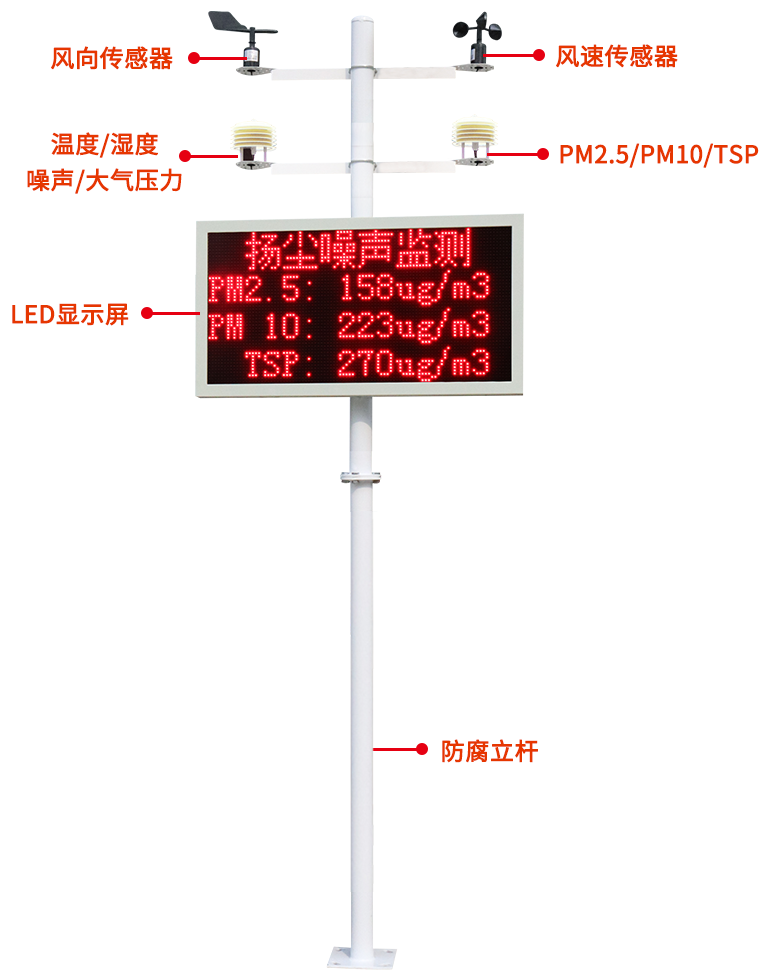 风向传感器
风速传感器
温度/湿度
噪声/大气压力
PM2.5/PM10/TSP
扬尘噪声监测
PM2.5: 158ug/m3
PM 10: 223ug/m3
TSP: 270ug/m3
LED显示屏
防腐立杆